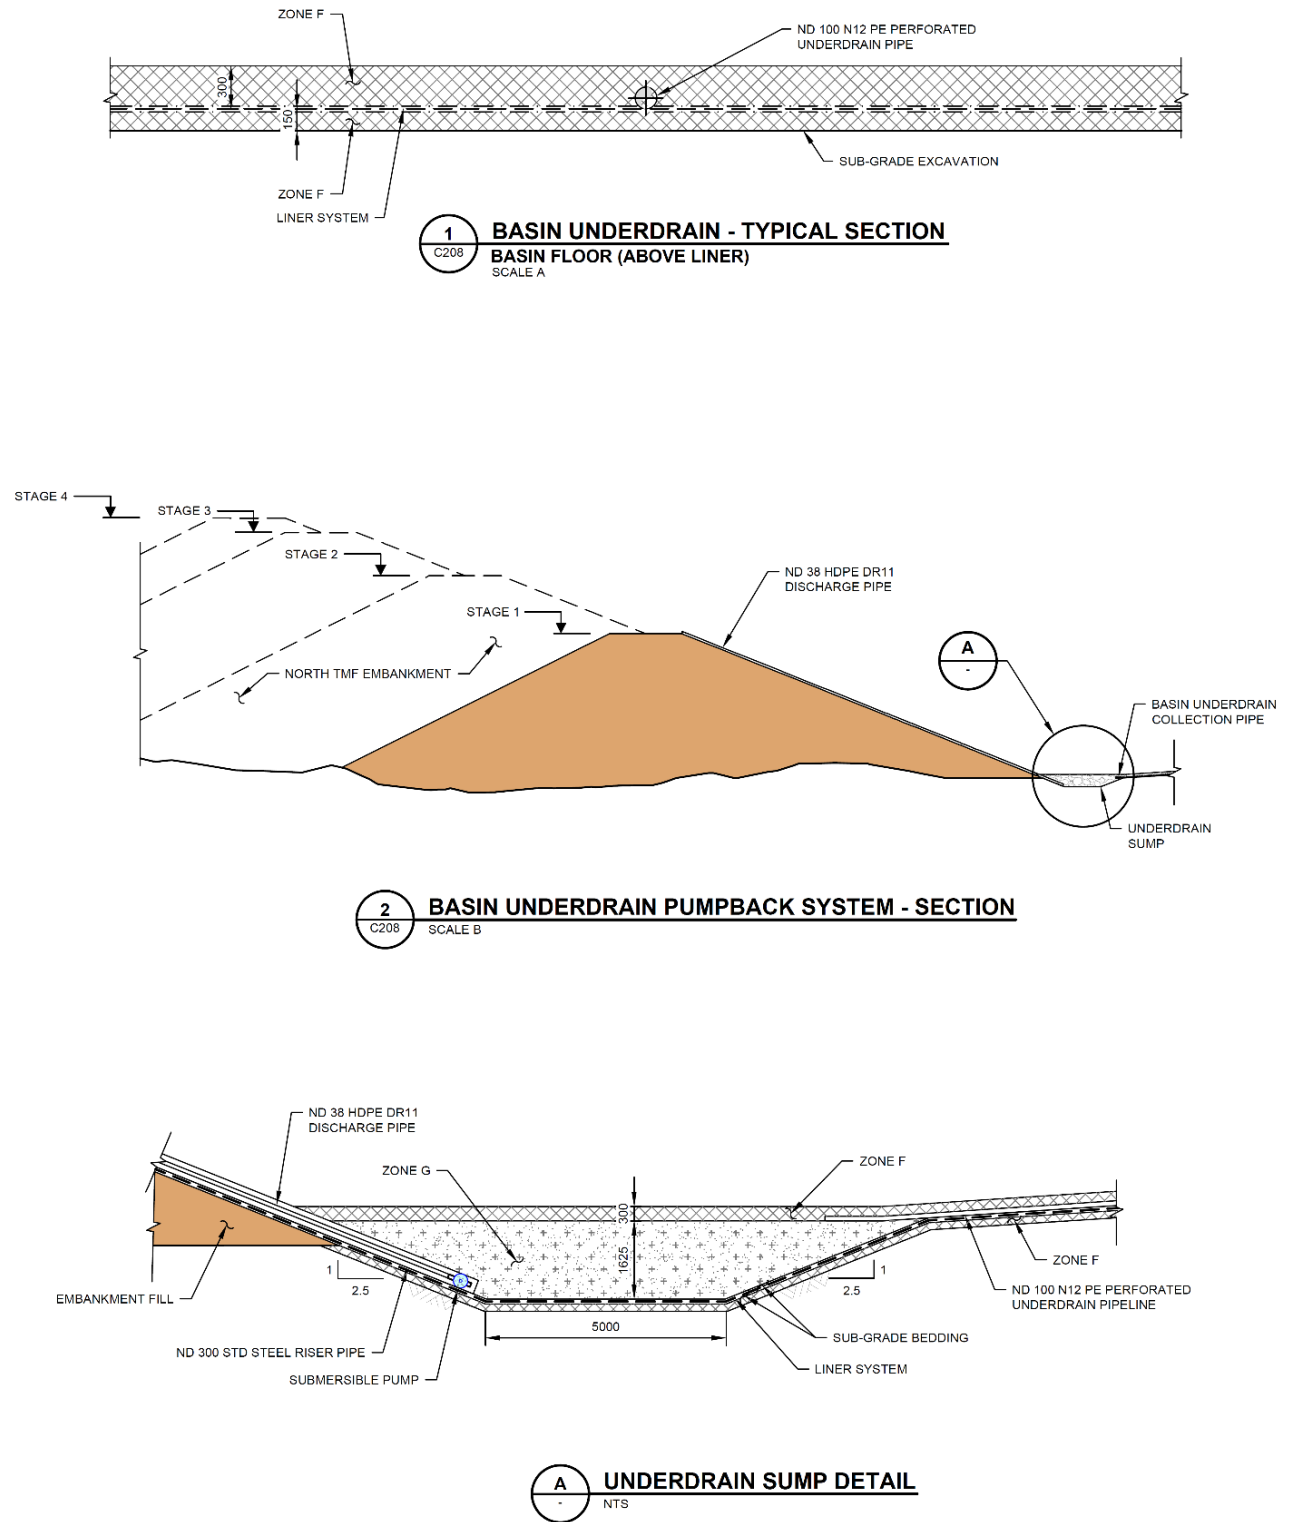 ZONE F
ND 100 N12 PE PERFORATED
UNDERDRAIN PIPE
300
150
SUB-GRADE EXCAVATION
ZONE F
LINER SYSTEM
1
C208
BASIN UNDERDRAIN - TYPICAL SECTION
BASIN FLOOR (ABOVE LINER)
SCALE A
STAGE 4
STAGE 3
STAGE 2
STAGE 1
ND 38 HDPE DR11
DISCHARGE PIPE
NORTH TMF EMBANKMENT
A
-
BASIN UNDERDRAIN
COLLECTION PIPE
UNDERDRAIN
SUMP
2
C208
BASIN UNDERDRAIN PUMPBACK SYSTEM - SECTION
SCALE B
ND 38 HDPE DR11
DISCHARGE PIPE
ZONE G
ZONE F
300
1625
ZONE F
1
2.5
1
2.5
EMBANKMENT FILL
ND 100 N12 PE PERFORATED
UNDERDRAIN PIPELINE
5000
SUB-GRADE BEDDING
ND 300 STD STEEL RISER PIPE
LINER SYSTEM
SUBMERSIBLE PUMP
A
-
UNDERDRAIN SUMP DETAIL
NTS